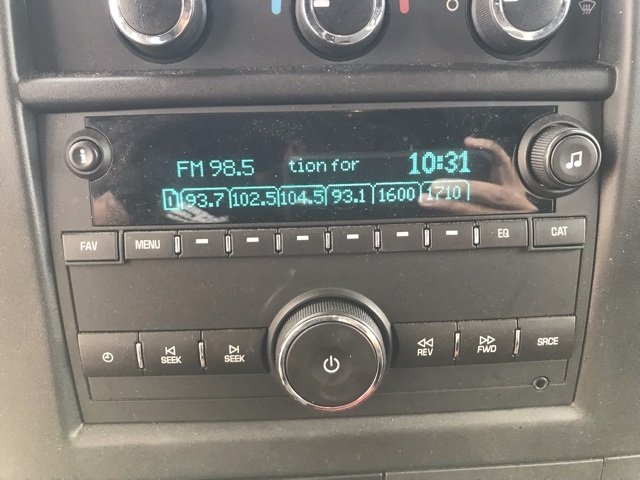 FM 98.5 tion for 10:31
1 93.7 102.5 104.5 93.1 1600 1710
FAV MENU EQ CAT
SEEK SEEK REV FWD SRCE